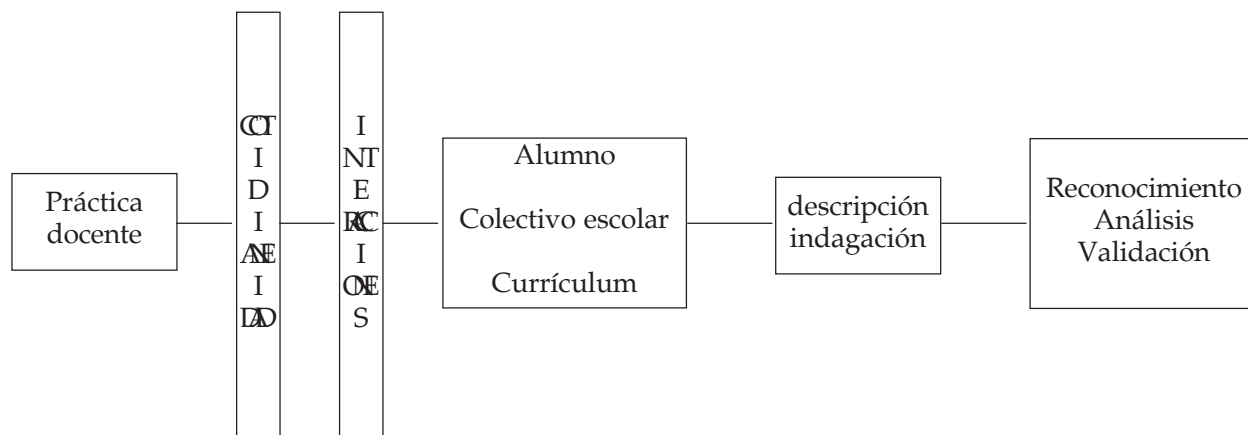 Práctica
docente
COTIDIANEIDAD
INTERACCIONES
Alumno
Colectivo escolar
Currículum
descripción
indagación
Reconocimiento
Análisis
Validación